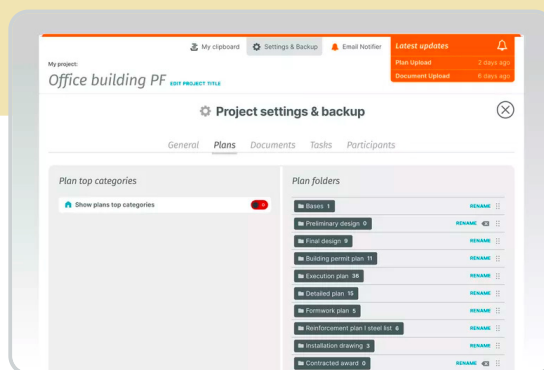 My clipboard
Settings & Backup
Email Notifier
Latest updates
Plan Upload 2 days ago
Document Upload 6 days ago
My project:
Office building PF EDIT PROJECT TITLE
Project settings & backup
General Plans Documents Tasks Participants
Plan top categories
Show plans top categories
Plan folders
Bases 1 RENAME
Preliminary design 0 RENAME
Final design 9 RENAME
Building permit plan 11 RENAME
Execution plan 36 RENAME
Detailed plan 15 RENAME
Formwork plan 5 RENAME
Reinforcement plan I steel list 6 RENAME
Installation drawing 3 RENAME
Contracted award 0 RENAME